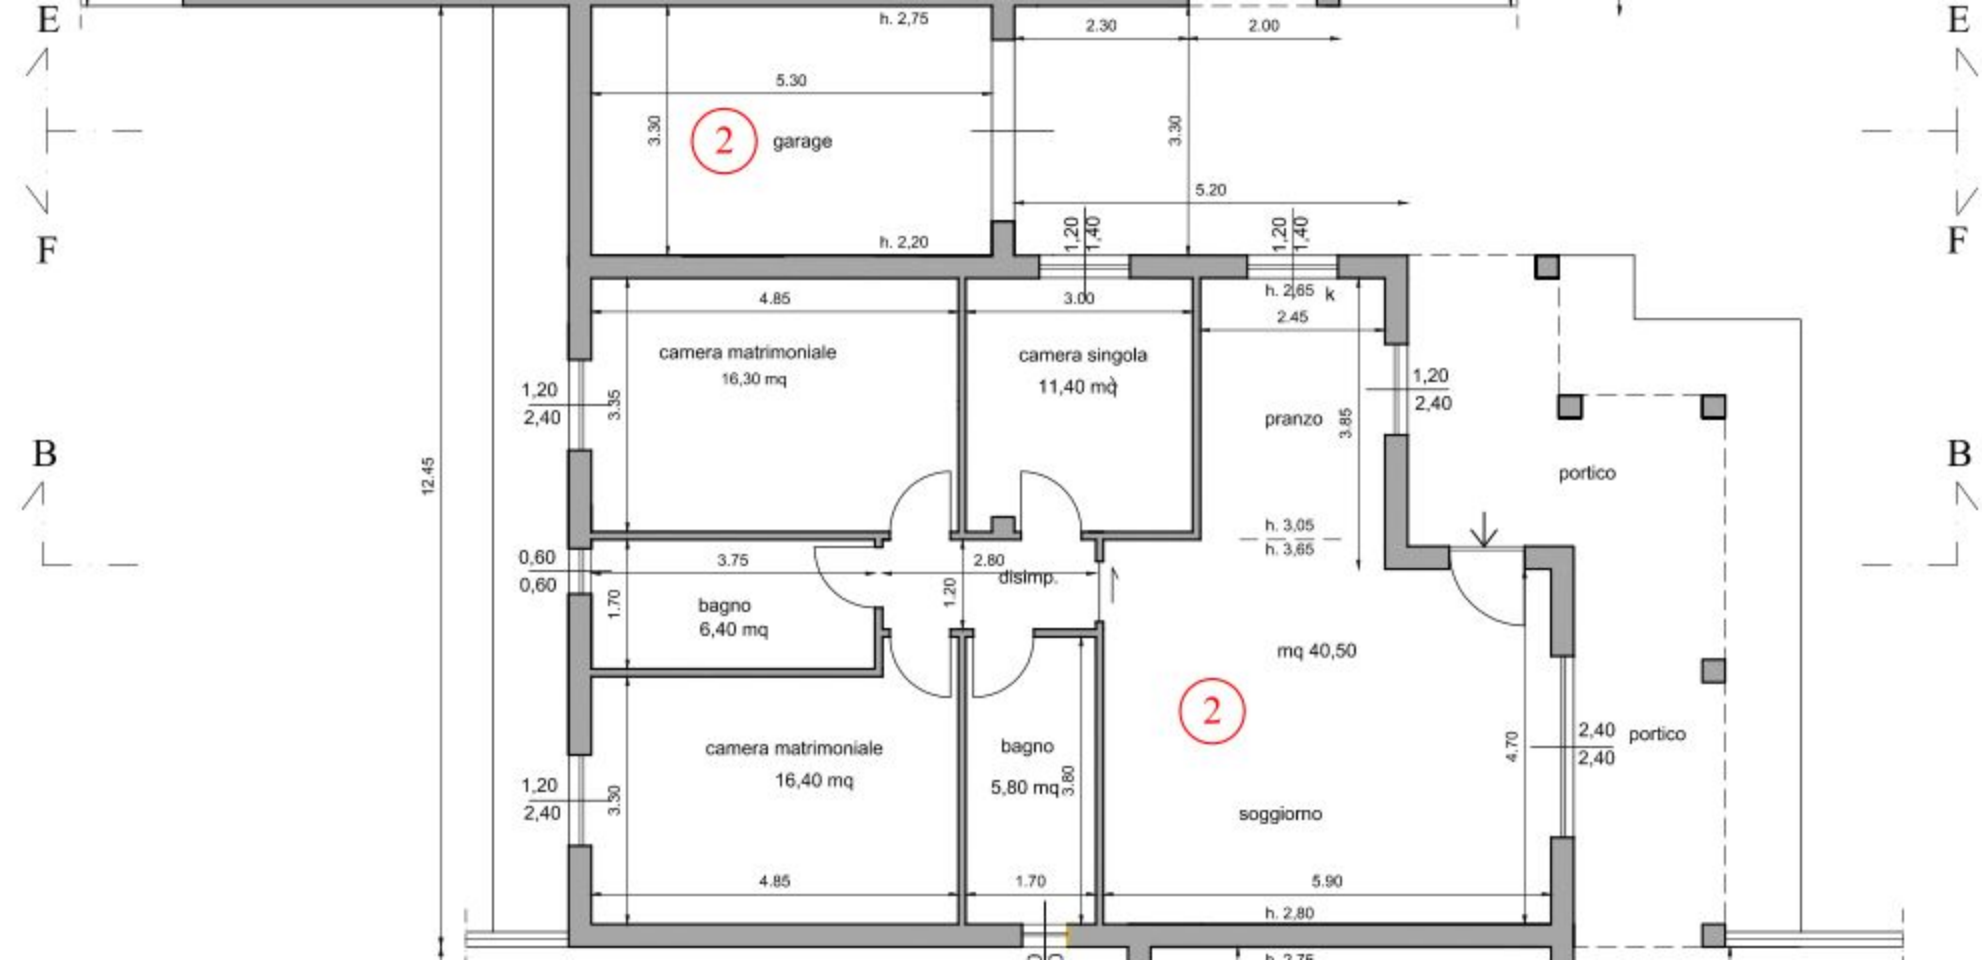 E
E
h. 2,75
2.30
2.00
5.30
3.30
2
garage
3.30
5.20
F
F
h. 2,20
1,20
1,40
1,20
1,40
4.85
3.00
h. 2,65
k
2.45
camera matrimoniale
16,30 mq
camera singola
11,40 mq
1,20
2,40
3.35
pranzo
3.85
1,20
2,40
B
B
12.45
portico
h. 3,05
h. 3,65
0,60
0,60
3.75
2.80
disimp.
1.20
1.70
bagno
6,40 mq
mq 40,50
2
camera matrimoniale
16,40 mq
bagno
5,80 mq
3.80
4.70
2,40
2,40
portico
1,20
2,40
3.30
soggiorno
4.85
1.70
5.90
h. 2,80
h. 2,75